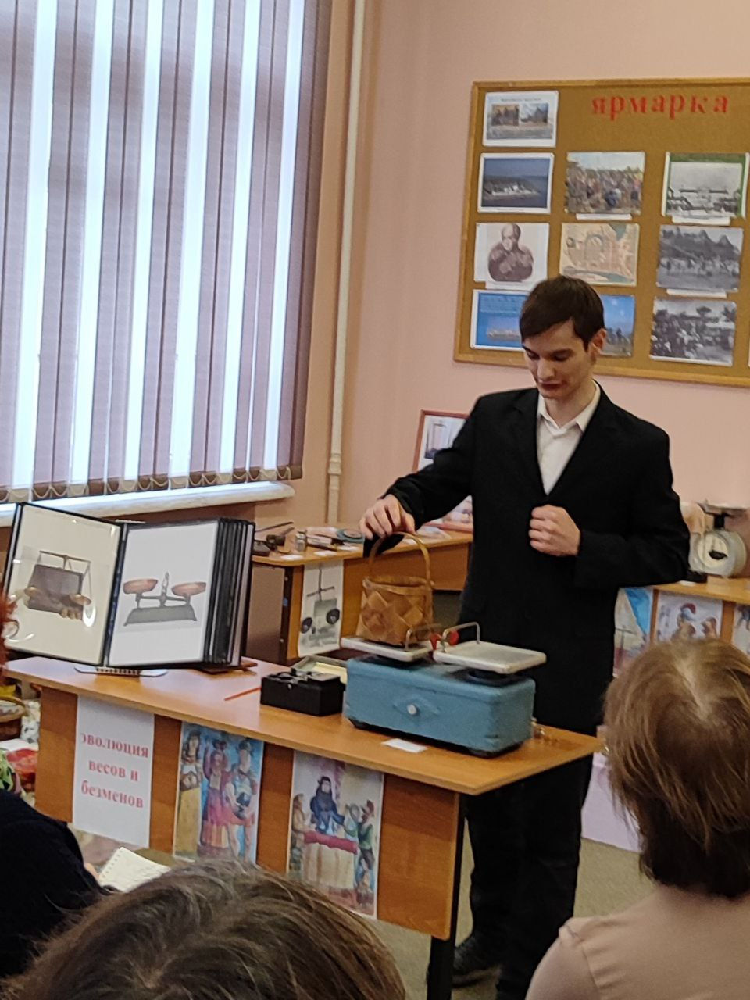 ярмарка
эволюция
весов и
безменов